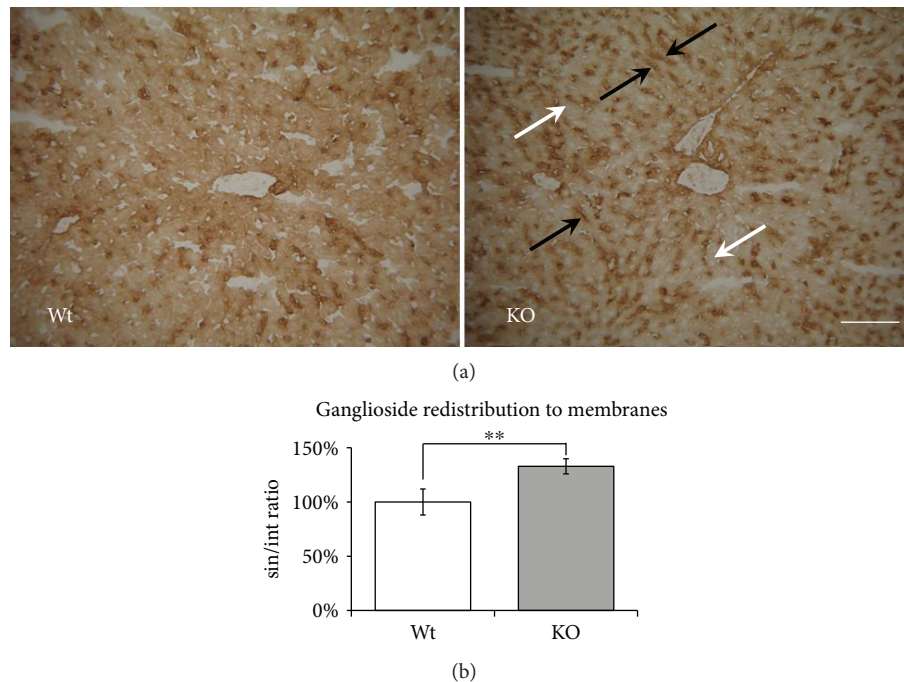 Wt
KO
(a)
Ganglioside redistribution to membranes
**
150%
100%
50%
0%
sin/int ratio
Wt
KO
(b)